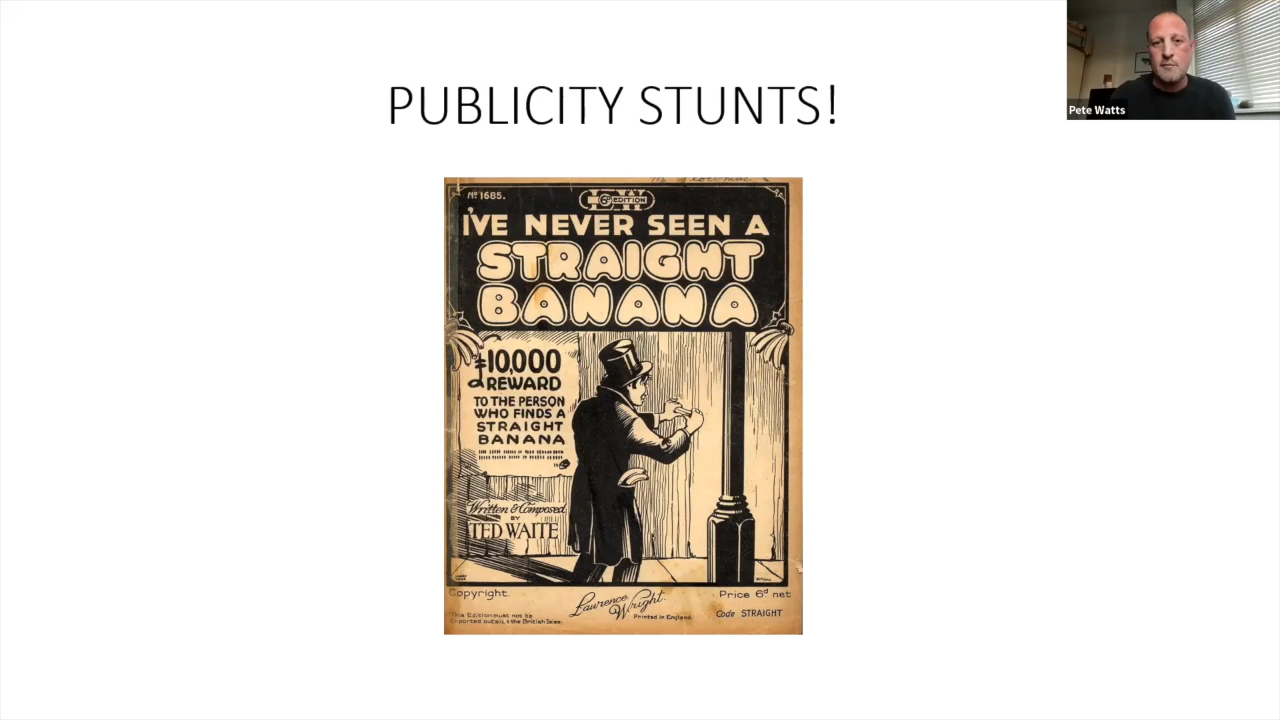 PUBLICITY STUNTS!
Pete Watts
Nº 1685.
6ᵈ EDITION
I'VE NEVER SEEN A
STRAIGHT
BANANA
£10,000
REWARD
TO THE PERSON
WHO FINDS A
STRAIGHT
BANANA
Written & Composed
BY
TED WAITE
Copyright.
Lawrence
Wright.
Printed in England.
Price 6ᵈ net
Code STRAIGHT
This Edition must not be
Exported outside the British Isles.